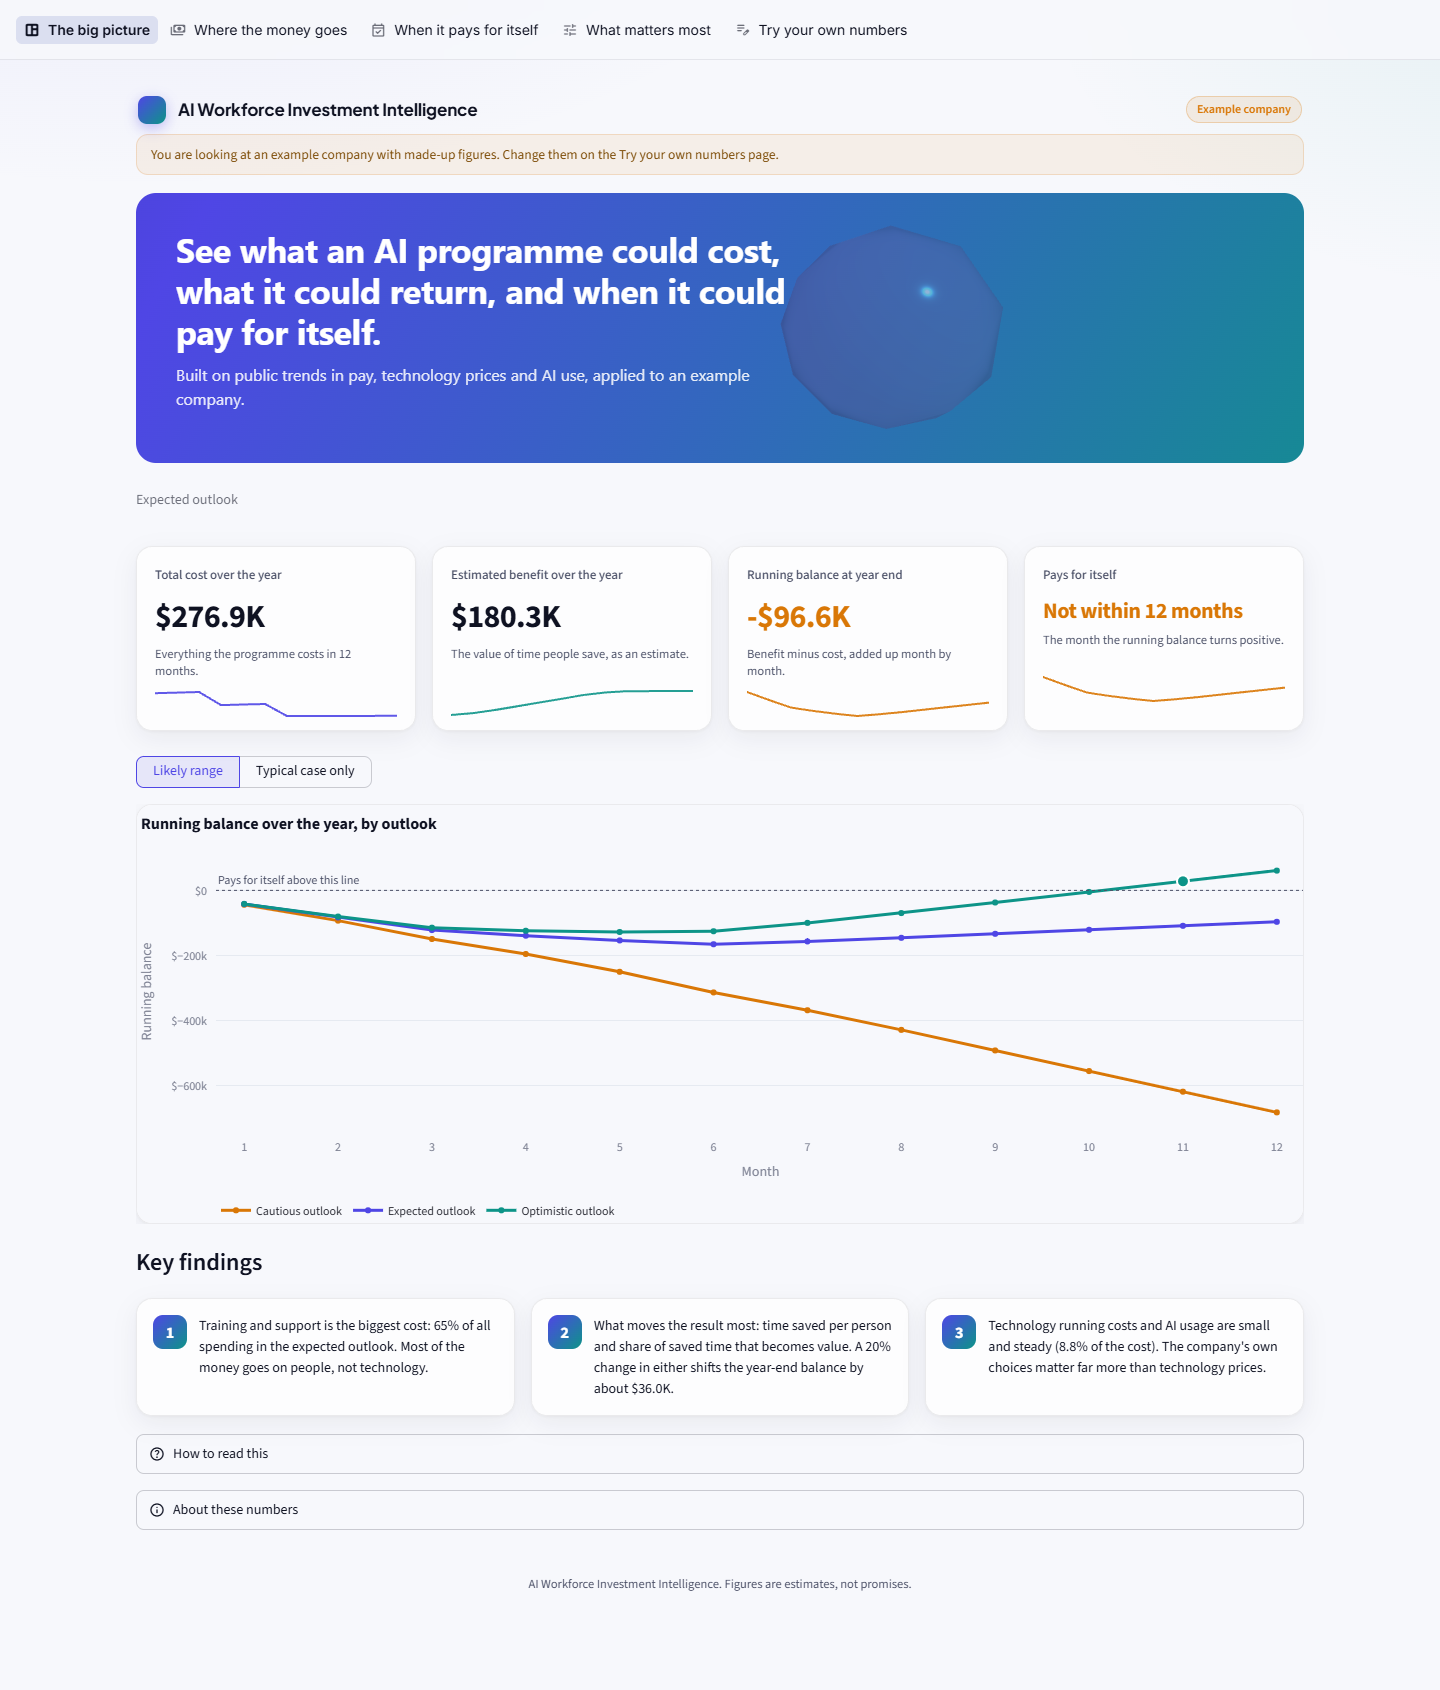 The big picture
Where the money goes
When it pays for itself
What matters most
Try your own numbers
AI Workforce Investment Intelligence
Example company
You are looking at an example company with made-up figures. Change them on the Try your own numbers page.
See what an AI programme could cost,
what it could return, and when it could
pay for itself.
Built on public trends in pay, technology prices and AI use, applied to an example
company.
Expected outlook
Total cost over the year
$276.9K
Everything the programme costs in 12
months.
Estimated benefit over the year
$180.3K
The value of time people save, as an estimate.
Running balance at year end
-$96.6K
Benefit minus cost, added up month by
month.
Pays for itself
Not within 12 months
The month the running balance turns positive.
Likely range
Typical case only
Running balance over the year, by outlook
Pays for itself above this line
$0
$−200k
$−400k
$−600k
Running balance
1 2 3 4 5 6 7 8 9 10 11 12
Month
Cautious outlook
Expected outlook
Optimistic outlook
Key findings
1
Training and support is the biggest cost: 65% of all
spending in the expected outlook. Most of the
money goes on people, not technology.
2
What moves the result most: time saved per person
and share of saved time that becomes value. A 20%
change in either shifts the year-end balance by
about $36.0K.
3
Technology running costs and AI usage are small
and steady (8.8% of the cost). The company's own
choices matter far more than technology prices.
How to read this
About these numbers
AI Workforce Investment Intelligence. Figures are estimates, not promises.